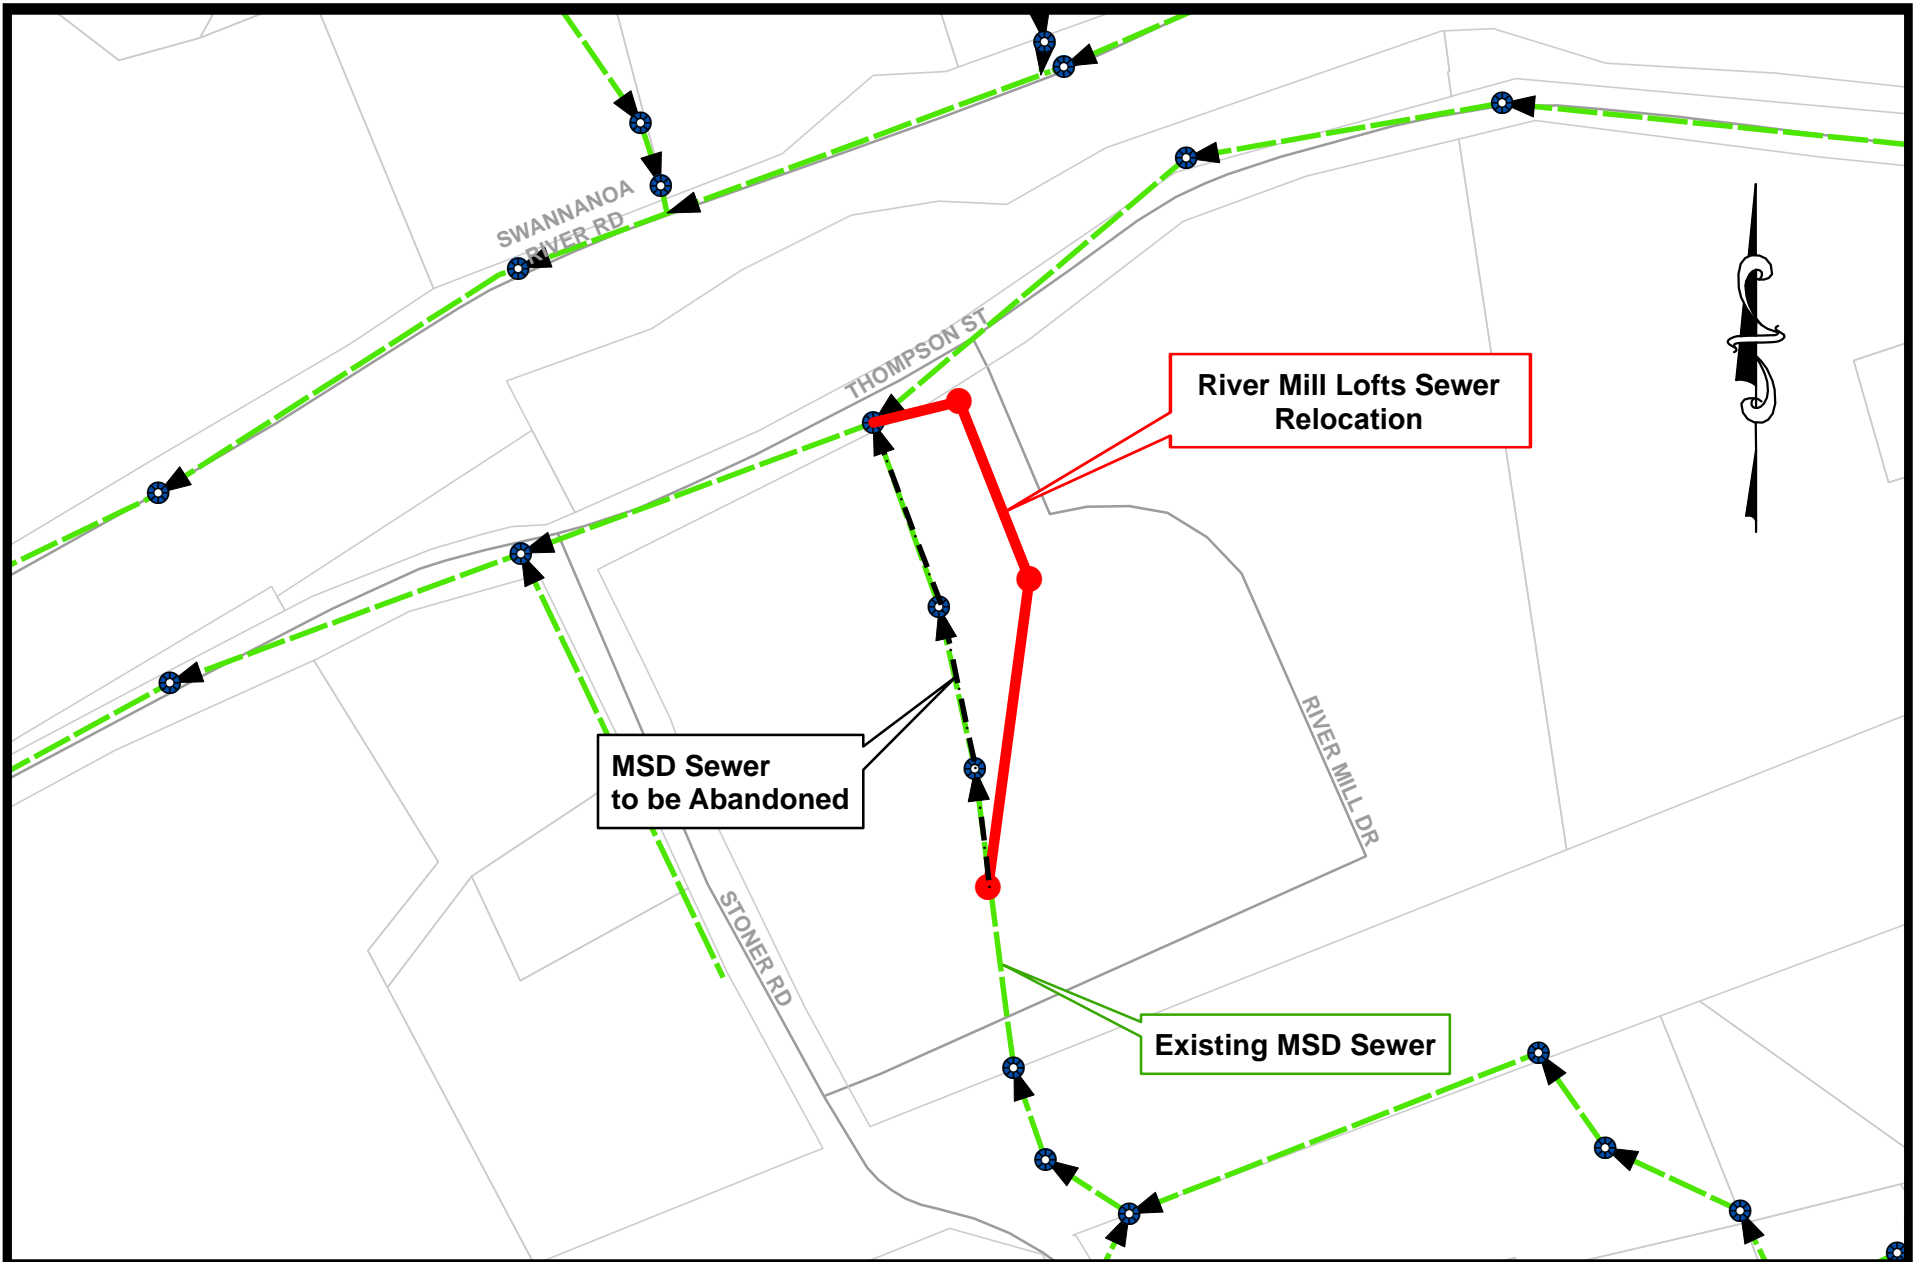 SWANNANOA
RIVER RD
THOMPSON ST
River Mill Lofts Sewer
Relocation
MSD Sewer
to be Abandoned
RIVER MILL DR
STONER RD
Existing MSD Sewer